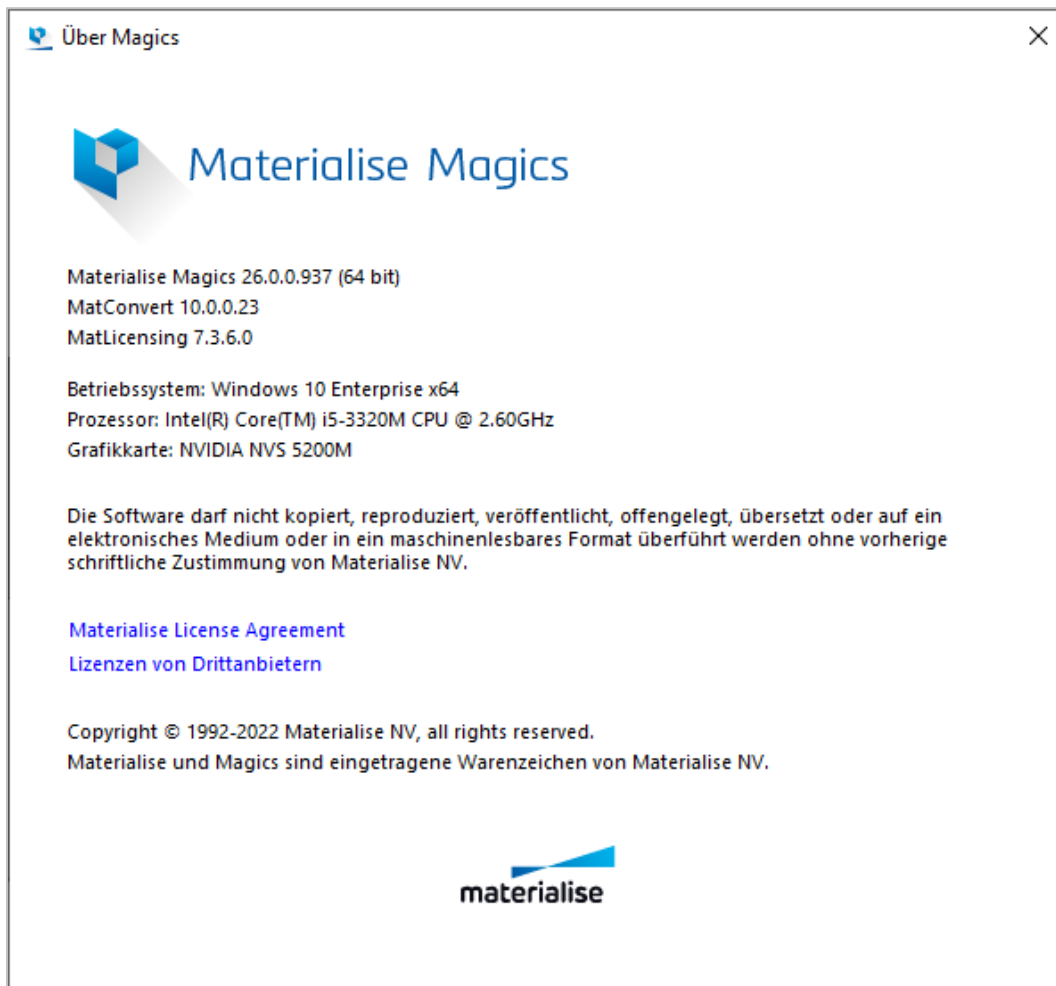 Über Magics
Materialise Magics
Materialise Magics 26.0.0.937 (64 bit)
MatConvert 10.0.0.23
MatLicensing 7.3.6.0
Betriebssystem: Windows 10 Enterprise x64
Prozessor: Intel(R) Core(TM) i5-3320M CPU @ 2.60GHz
Grafikkarte: NVIDIA NVS 5200M
Die Software darf nicht kopiert, reproduziert, veröffentlicht, offengelegt, übersetzt oder auf ein
elektronisches Medium oder in ein maschinenlesbares Format überführt werden ohne vorherige
schriftliche Zustimmung von Materialise NV.
Materialise License Agreement
Lizenzen von Drittanbietern
Copyright © 1992-2022 Materialise NV, all rights reserved.
Materialise und Magics sind eingetragene Warenzeichen von Materialise NV.
materialise